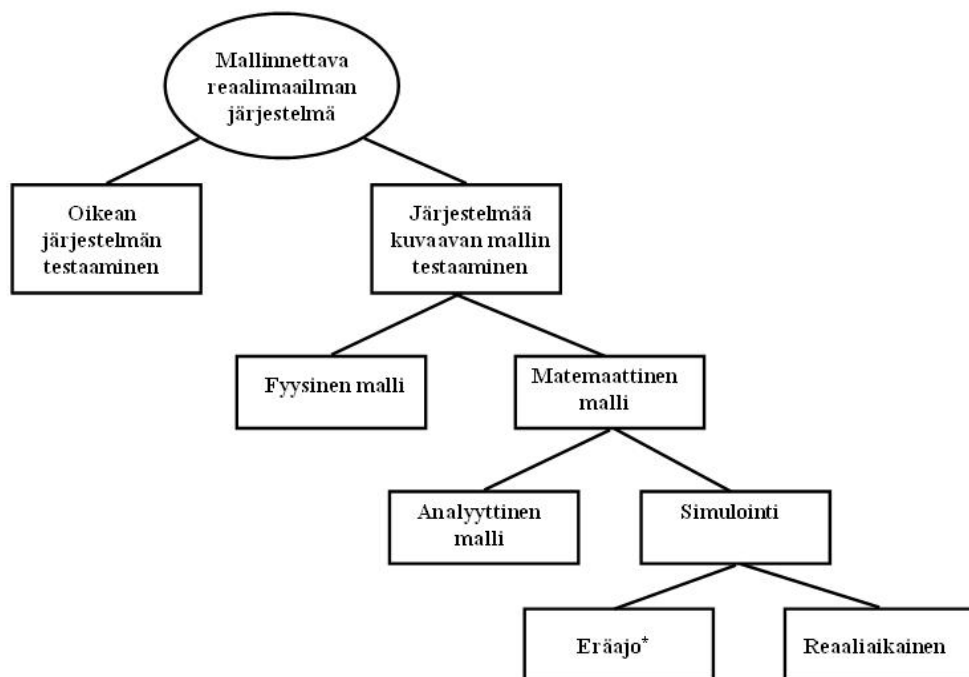 Mallinnettava
reaalimaailman
järjestelmä
Oikean
järjestelmän
testaaminen
Järjestelmää
kuvaavan mallin
testaaminen
Fyysinen malli
Matemaattinen
malli
Analyyttinen
malli
Simulointi
Eräajo*
Reaaliaikainen